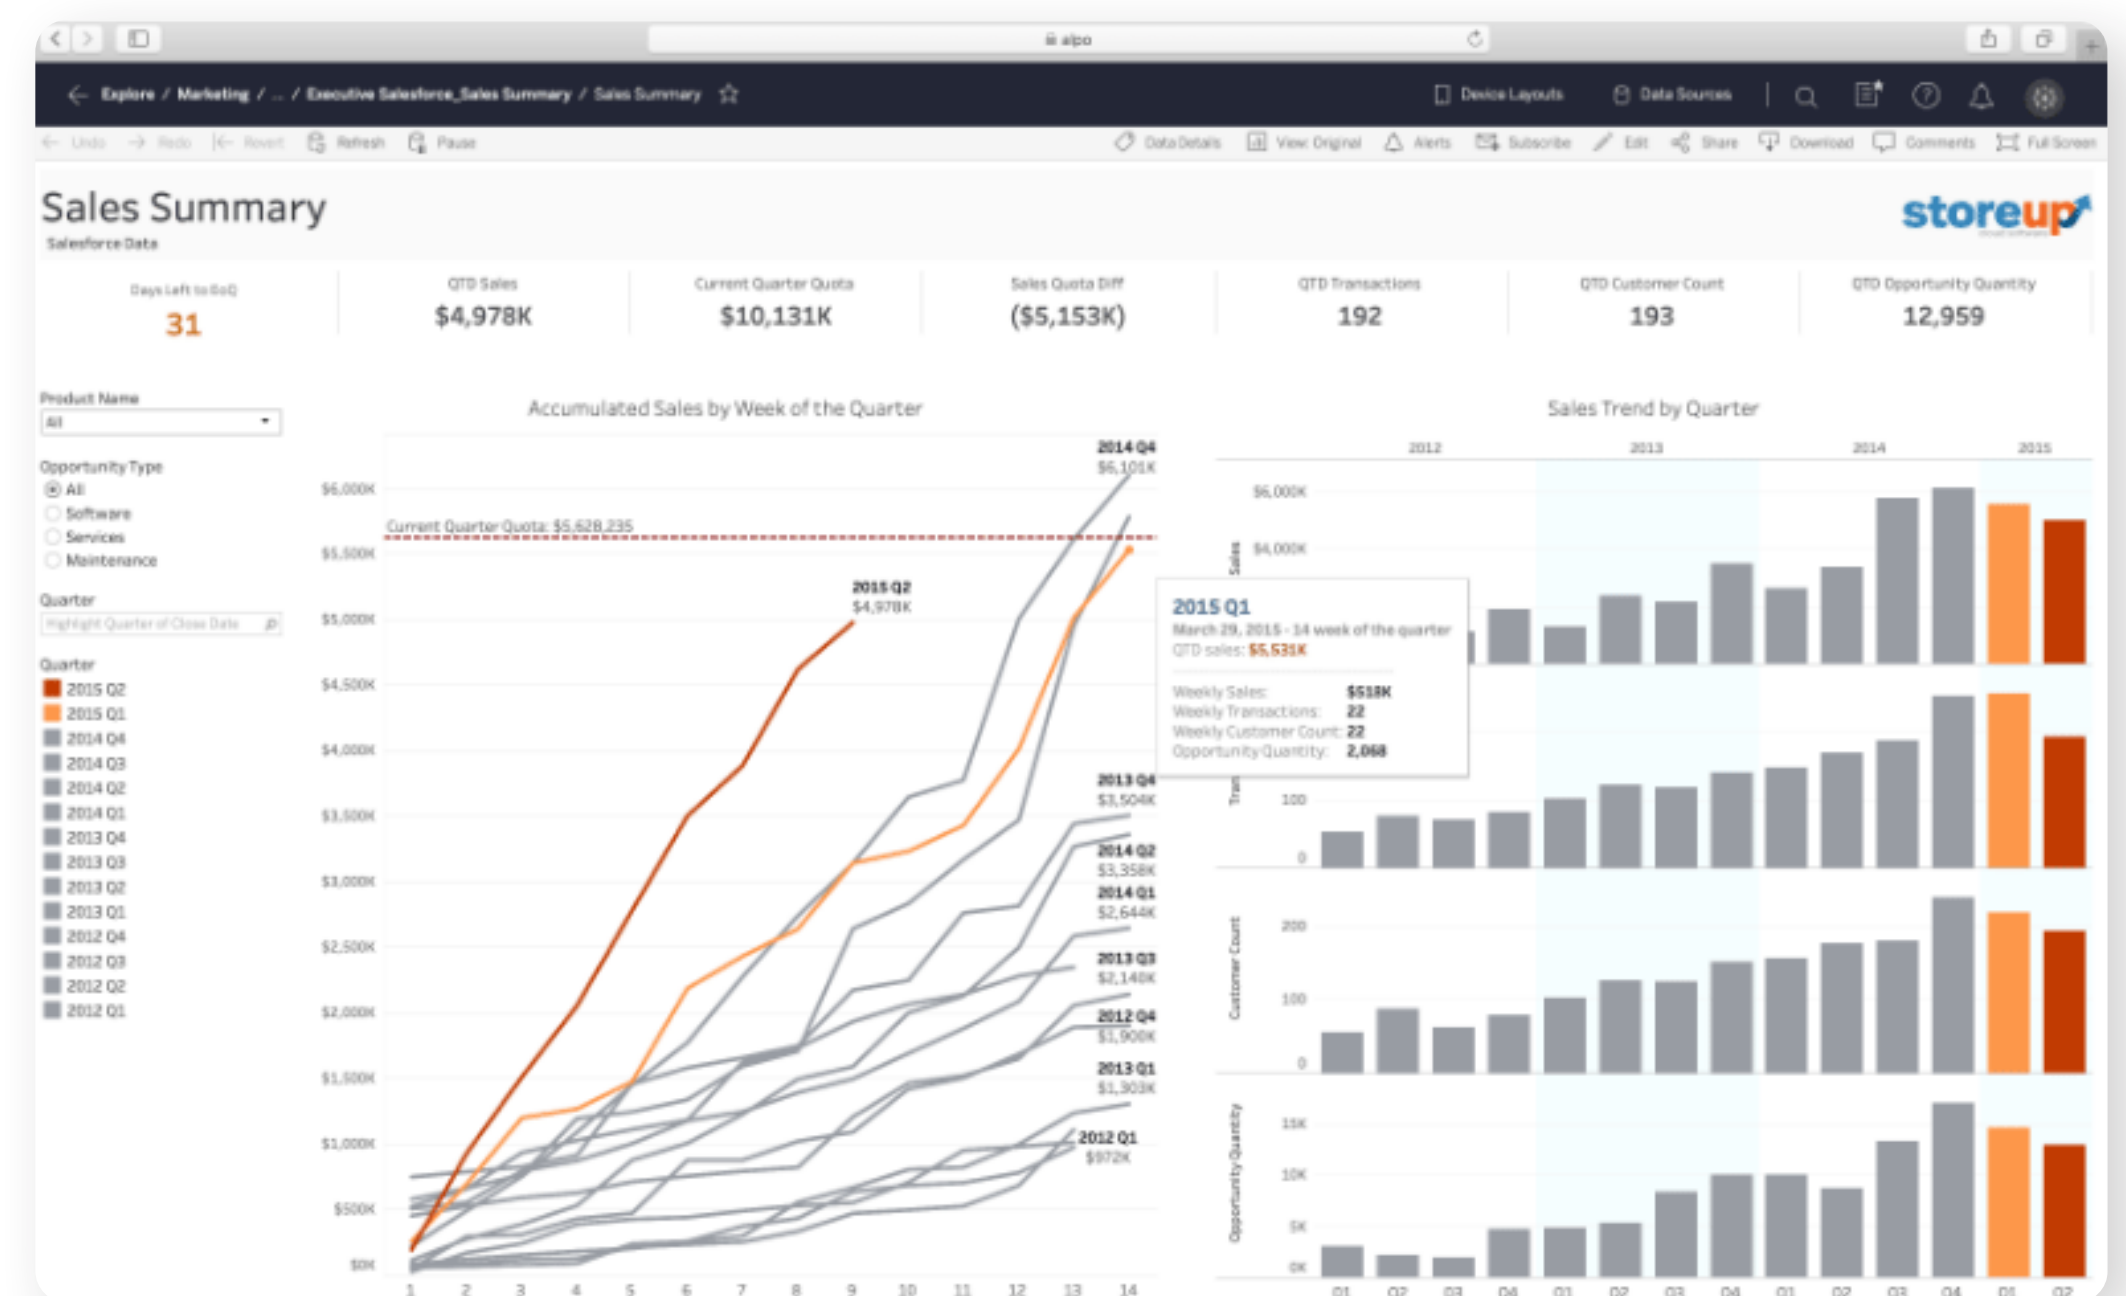 alpo
Explore / Marketing / ... / Executive Salesforce_Sales Summary / Sales Summary
Device Layouts
Data Sources
Undo
Redo
Revert
Refresh
Pause
Data Details
View: Original
Alerts
Subscribe
Edit
Share
Download
Comments
Full Screen
Sales Summary
Salesforce Data
storeup
Days Left to EoQ
31
QTD Sales
$4,978K
Current Quarter Quota
$10,131K
Sales Quota Diff
($5,153K)
QTD Transactions
192
QTD Customer Count
193
QTD Opportunity Quantity
12,959
Product Name
All
Opportunity Type
All
Software
Services
Maintenance
Quarter
Highlight Quarter of Close Date
Quarter
2015 Q2
2015 Q1
2014 Q4
2014 Q3
2014 Q2
2014 Q1
2013 Q4
2013 Q3
2013 Q2
2013 Q1
2012 Q4
2012 Q3
2012 Q2
2012 Q1
Accumulated Sales by Week of the Quarter
$6,000K
$5,500K
$5,000K
$4,500K
$4,000K
$3,500K
$3,000K
$2,500K
$2,000K
$1,500K
$1,000K
$500K
$0K
Current Quarter Quota: $5,628,235
2014 Q4
$6,101K
2015 Q2
$4,978K
2013 Q4
$3,504K
2014 Q2
$3,358K
2014 Q1
$2,644K
2013 Q3
$2,140K
2012 Q4
$1,900K
2013 Q1
$1,303K
2012 Q1
$972K
1 2 3 4 5 6 7 8 9 10 11 12 13 14
2015 Q1
March 29, 2015 - 14 week of the quarter
QTD sales: $5,531K
Weekly Sales: $518K
Weekly Transactions: 22
Weekly Customer Count: 22
Opportunity Quantity: 2,068
Sales Trend by Quarter
2012 2013 2014 2015
Sales
$6,000K
$4,000K
Tran
100
0
Customer Count
200
100
0
Opportunity Quantity
15K
10K
5K
0K
Q1 Q2 Q3 Q4 Q1 Q2 Q3 Q4 Q1 Q2 Q3 Q4 Q1 Q2